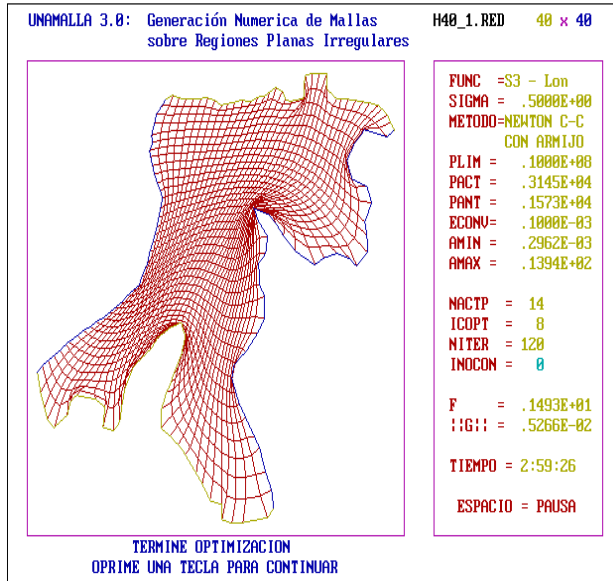 UNAMALLA 3.0: Generación Numerica de Mallas
sobre Regiones Planas Irregulares
H40_1.RED 40 x 40
FUNC =S3 - Lon
SIGMA = .5000E+00
METODO=NEWTON C-C
CON ARMIJO
PLIM = .1000E+08
PACT = .3145E+04
PANT = .1573E+04
ECONV= .1000E-03
AMIN = .2962E-03
AMAX = .1394E+02
NACTP = 14
ICOPT = 8
NITER = 120
INOCON = 0
F = .1493E+01
¦¦G¦¦ = .5266E-02
TIEMPO = 2:59:26
ESPACIO = PAUSA
TERMINE OPTIMIZACION
OPRIME UNA TECLA PARA CONTINUAR